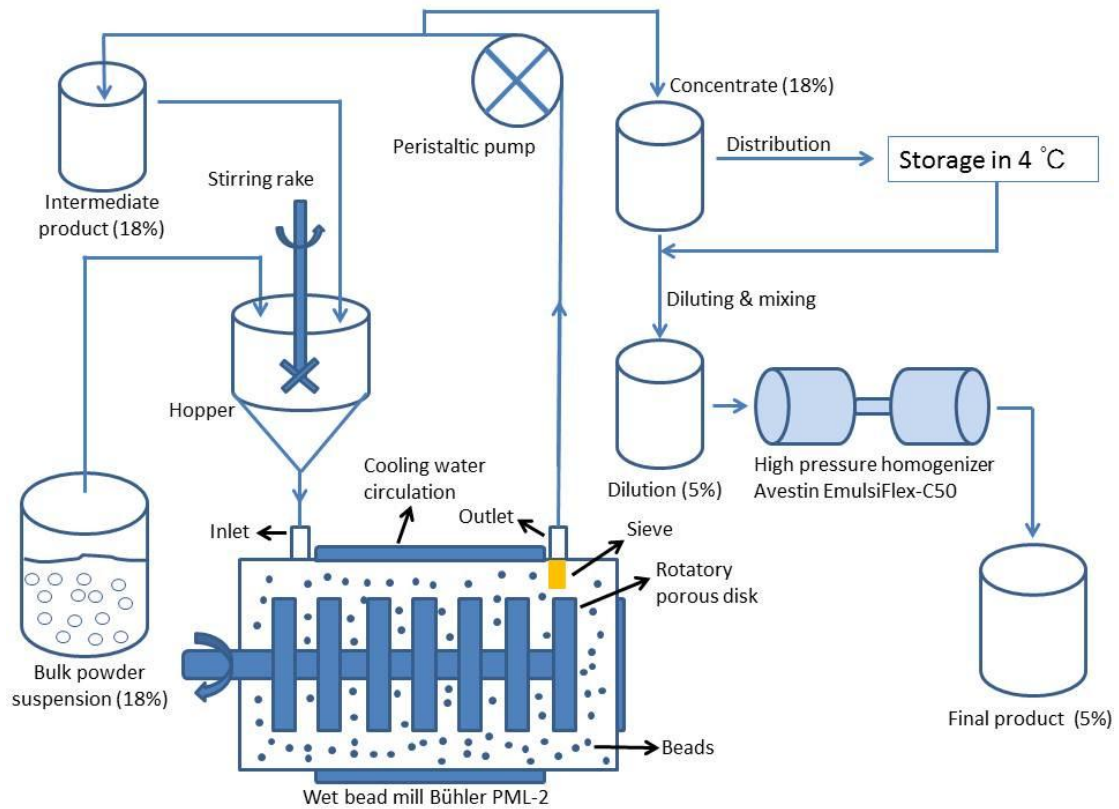 Concentrate (18%)
Peristaltic pump
Distribution
Storage in 4 °C
Stirring rake
Intermediate
product (18%)
Diluting & mixing
Hopper
Cooling water
circulation
High pressure homogenizer
Avestin EmulsiFlex-C50
Dilution (5%)
Outlet
Inlet
Sieve
Rotatory
porous disk
Bulk powder
suspension (18%)
Final product (5%)
Beads
Wet bead mill Bühler PML-2